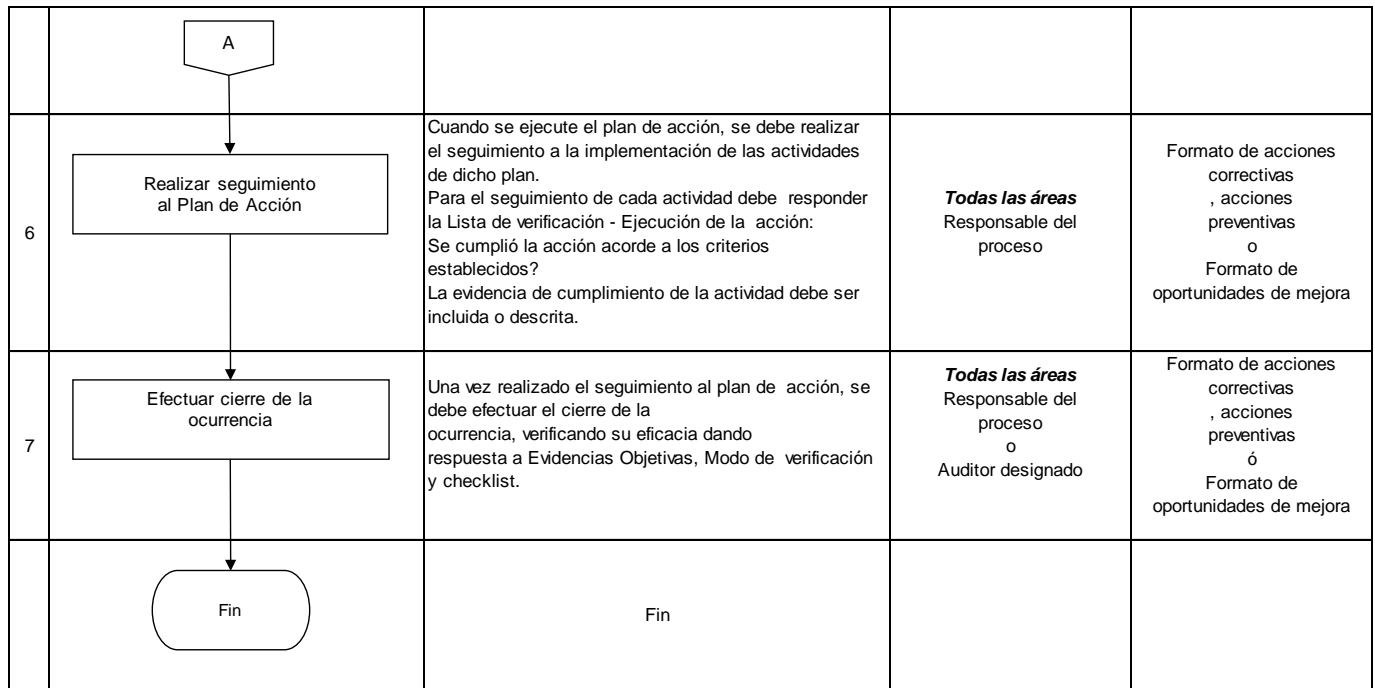 A
6
Realizar seguimiento
al Plan de Acción
Cuando se ejecute el plan de acción, se debe realizar
el seguimiento a la implementación de las actividades
de dicho plan.
Para el seguimiento de cada actividad debe responder
la Lista de verificación - Ejecución de la acción:
Se cumplió la acción acorde a los criterios
establecidos?
La evidencia de cumplimiento de la actividad debe ser
incluida o descrita.
Todas las áreas
Responsable del
proceso
Formato de acciones
correctivas
, acciones
preventivas
o
Formato de
oportunidades de mejora
7
Efectuar cierre de la
ocurrencia
Una vez realizado el seguimiento al plan de acción, se
debe efectuar el cierre de la
ocurrencia, verificando su eficacia dando
respuesta a Evidencias Objetivas, Modo de verificación
y checklist.
Todas las áreas
Responsable del
proceso
o
Auditor designado
Formato de acciones
correctivas
, acciones
preventivas
ó
Formato de
oportunidades de mejora
Fin
Fin